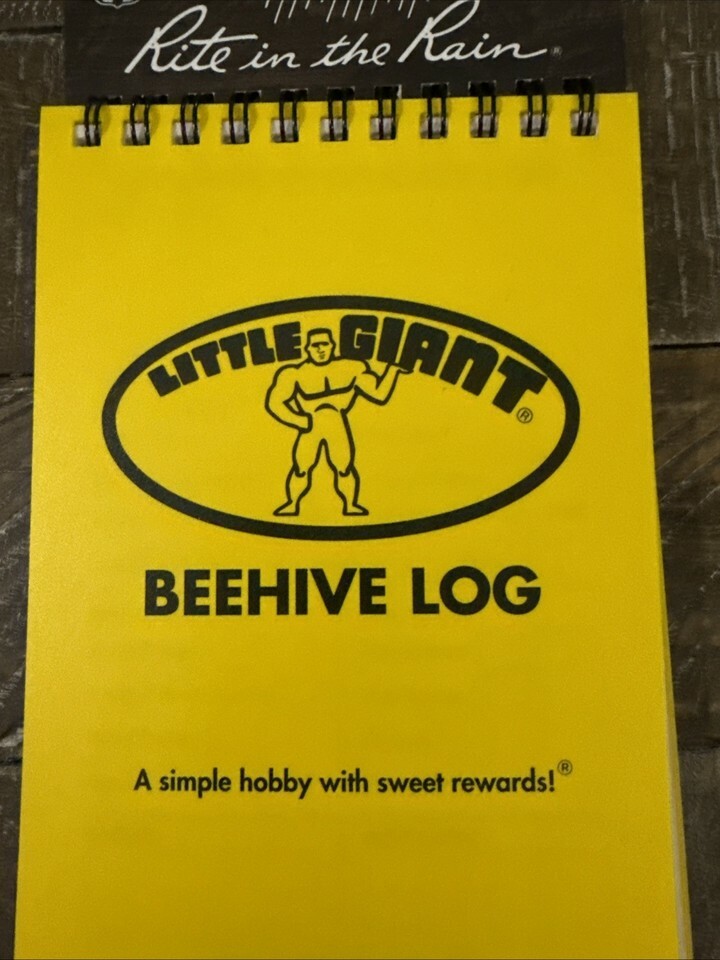 Rite in the Rain®
LITTLE GIANT®
BEEHIVE LOG
A simple hobby with sweet rewards!®